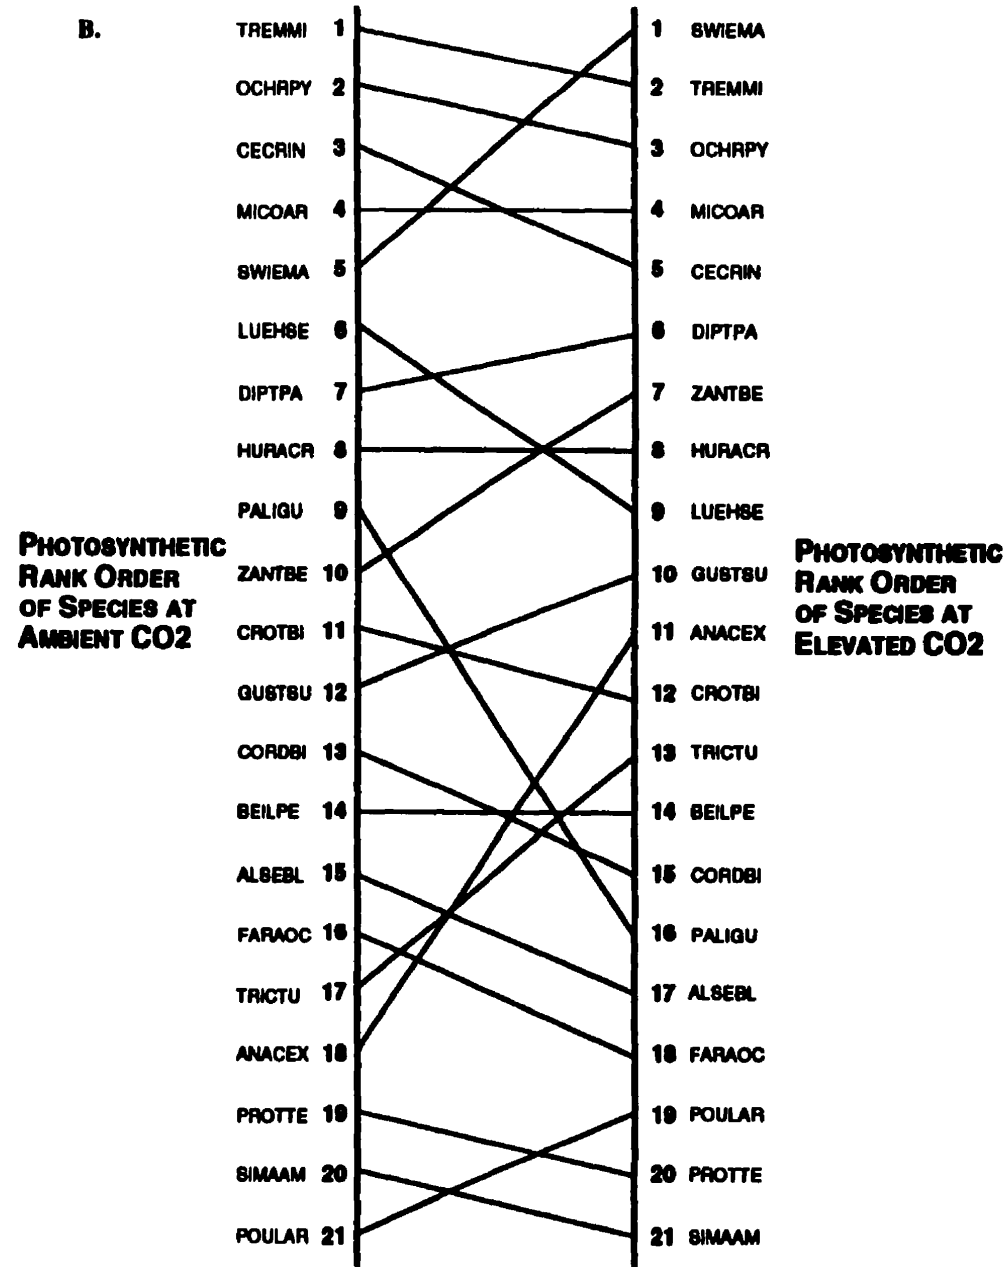 B.
TREMMI 1
1 SWIEMA
OCHRPY 2
2 TREMMI
CECRIN 3
3 OCHRPY
MICOAR 4
4 MICOAR
SWIEMA 5
5 CECRIN
LUEHSE 6
6 DIPTPA
DIPTPA 7
7 ZANTBE
HURACR 8
8 HURACR
PALIGU 9
9 LUEHSE
ZANTBE 10
10 GUSTSU
CROTBI 11
11 ANACEX
GUSTSU 12
12 CROTBI
CORDBI 13
13 TRICTU
BEILPE 14
14 BEILPE
ALSEBL 15
15 CORDBI
FARAOC 16
16 PALIGU
TRICTU 17
17 ALSEBL
ANACEX 18
18 FARAOC
PROTTE 19
19 POULAR
SIMAAM 20
20 PROTTE
POULAR 21
21 SIMAAM
PHOTOSYNTHETIC
RANK ORDER
OF SPECIES AT
AMBIENT CO2
PHOTOSYNTHETIC
RANK ORDER
OF SPECIES AT
ELEVATED CO2